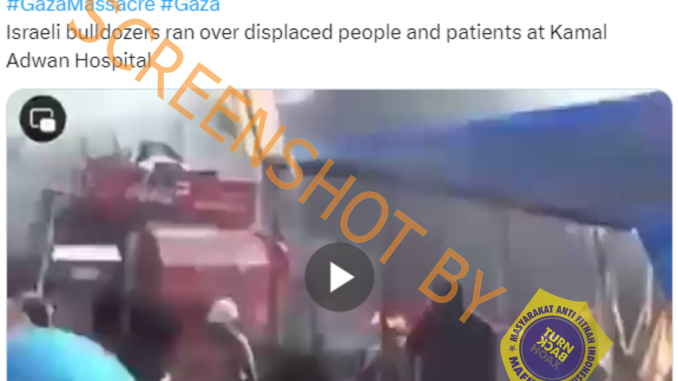 #GazaMassacre #Gaza
Israeli bulldozers ran over displaced people and patients at Kamal
Adwan Hospital
SCREENSHOT BY
MASYARAKAT ANTI FITNAH INDONESIA
TURN
BACK
HOAX